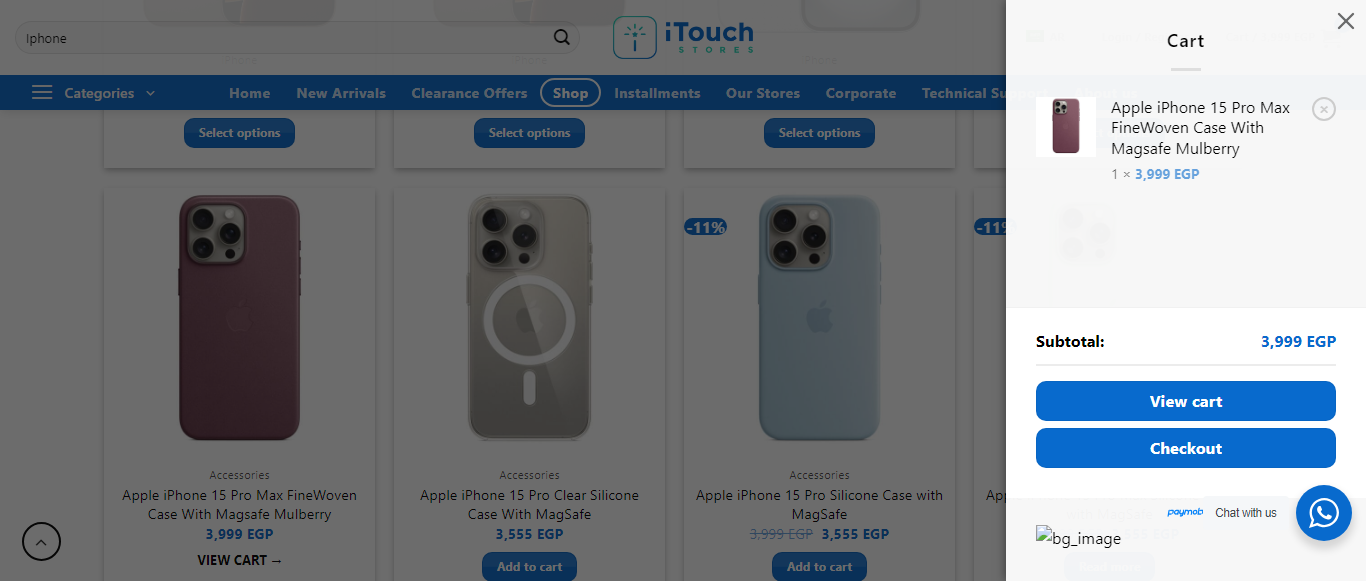 iphone
iTouch
STORES
Categories
Home
New Arrivals
Clearance Offers
Shop
Installments
Our Stores
Corporate
Technical Support
Select options
Select options
Select options
-11%
-11%
Accessories
Apple iPhone 15 Pro Max FineWoven
Case With Magsafe Mulberry
3,999 EGP
VIEW CART →
Accessories
Apple iPhone 15 Pro Clear Silicone
Case With MagSafe
3,555 EGP
Add to cart
Accessories
Apple iPhone 15 Pro Silicone Case with
MagSafe
3,999 EGP 3,555 EGP
Add to cart
Cart
Apple iPhone 15 Pro Max
FineWoven Case With
Magsafe Mulberry
1 × 3,999 EGP
Subtotal:
3,999 EGP
View cart
Checkout
paymob
Chat with us
bg_image